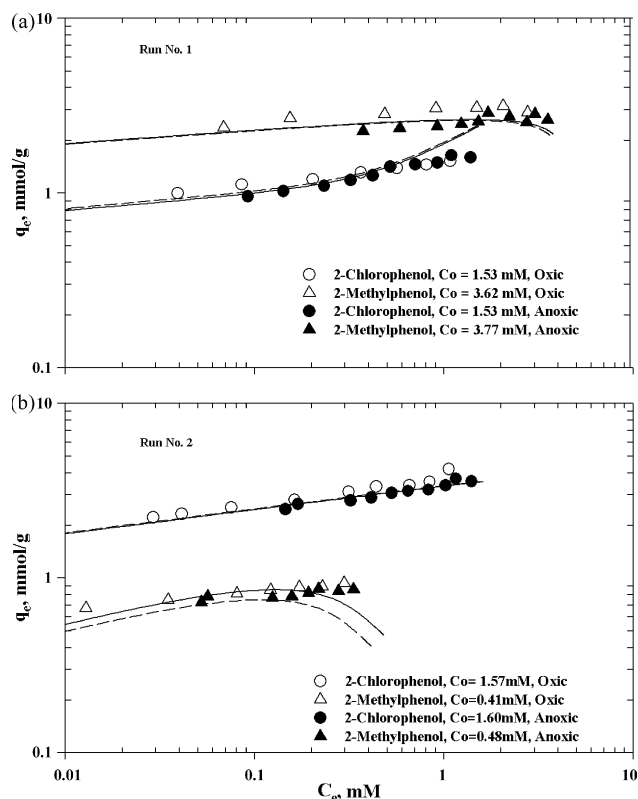 (a)
10
Run No. 1
qe, mmol/g
1
2-Chlorophenol, Co = 1.53 mM, Oxic
2-Methylphenol, Co = 3.62 mM, Oxic
2-Chlorophenol, Co = 1.53 mM, Anoxic
2-Methylphenol, Co = 3.77 mM, Anoxic
0.1
(b)
10
Run No. 2
qe, mmol/g
1
2-Chlorophenol, Co= 1.57mM, Oxic
2-Methylphenol, Co=0.41mM, Oxic
2-Chlorophenol, Co=1.60mM, Anoxic
2-Methylphenol, Co=0.48mM, Anoxic
0.1
0.01 0.1 1 10
Ce, mM